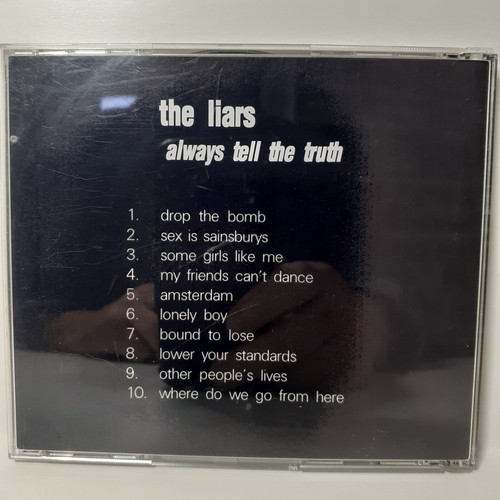 the liars
always tell the truth
1. drop the bomb
2. sex is sainsburys
3. some girls like me
4. my friends can't dance
5. amsterdam
6. lonely boy
7. bound to lose
8. lower your standards
9. other people's lives
10. where do we go from here